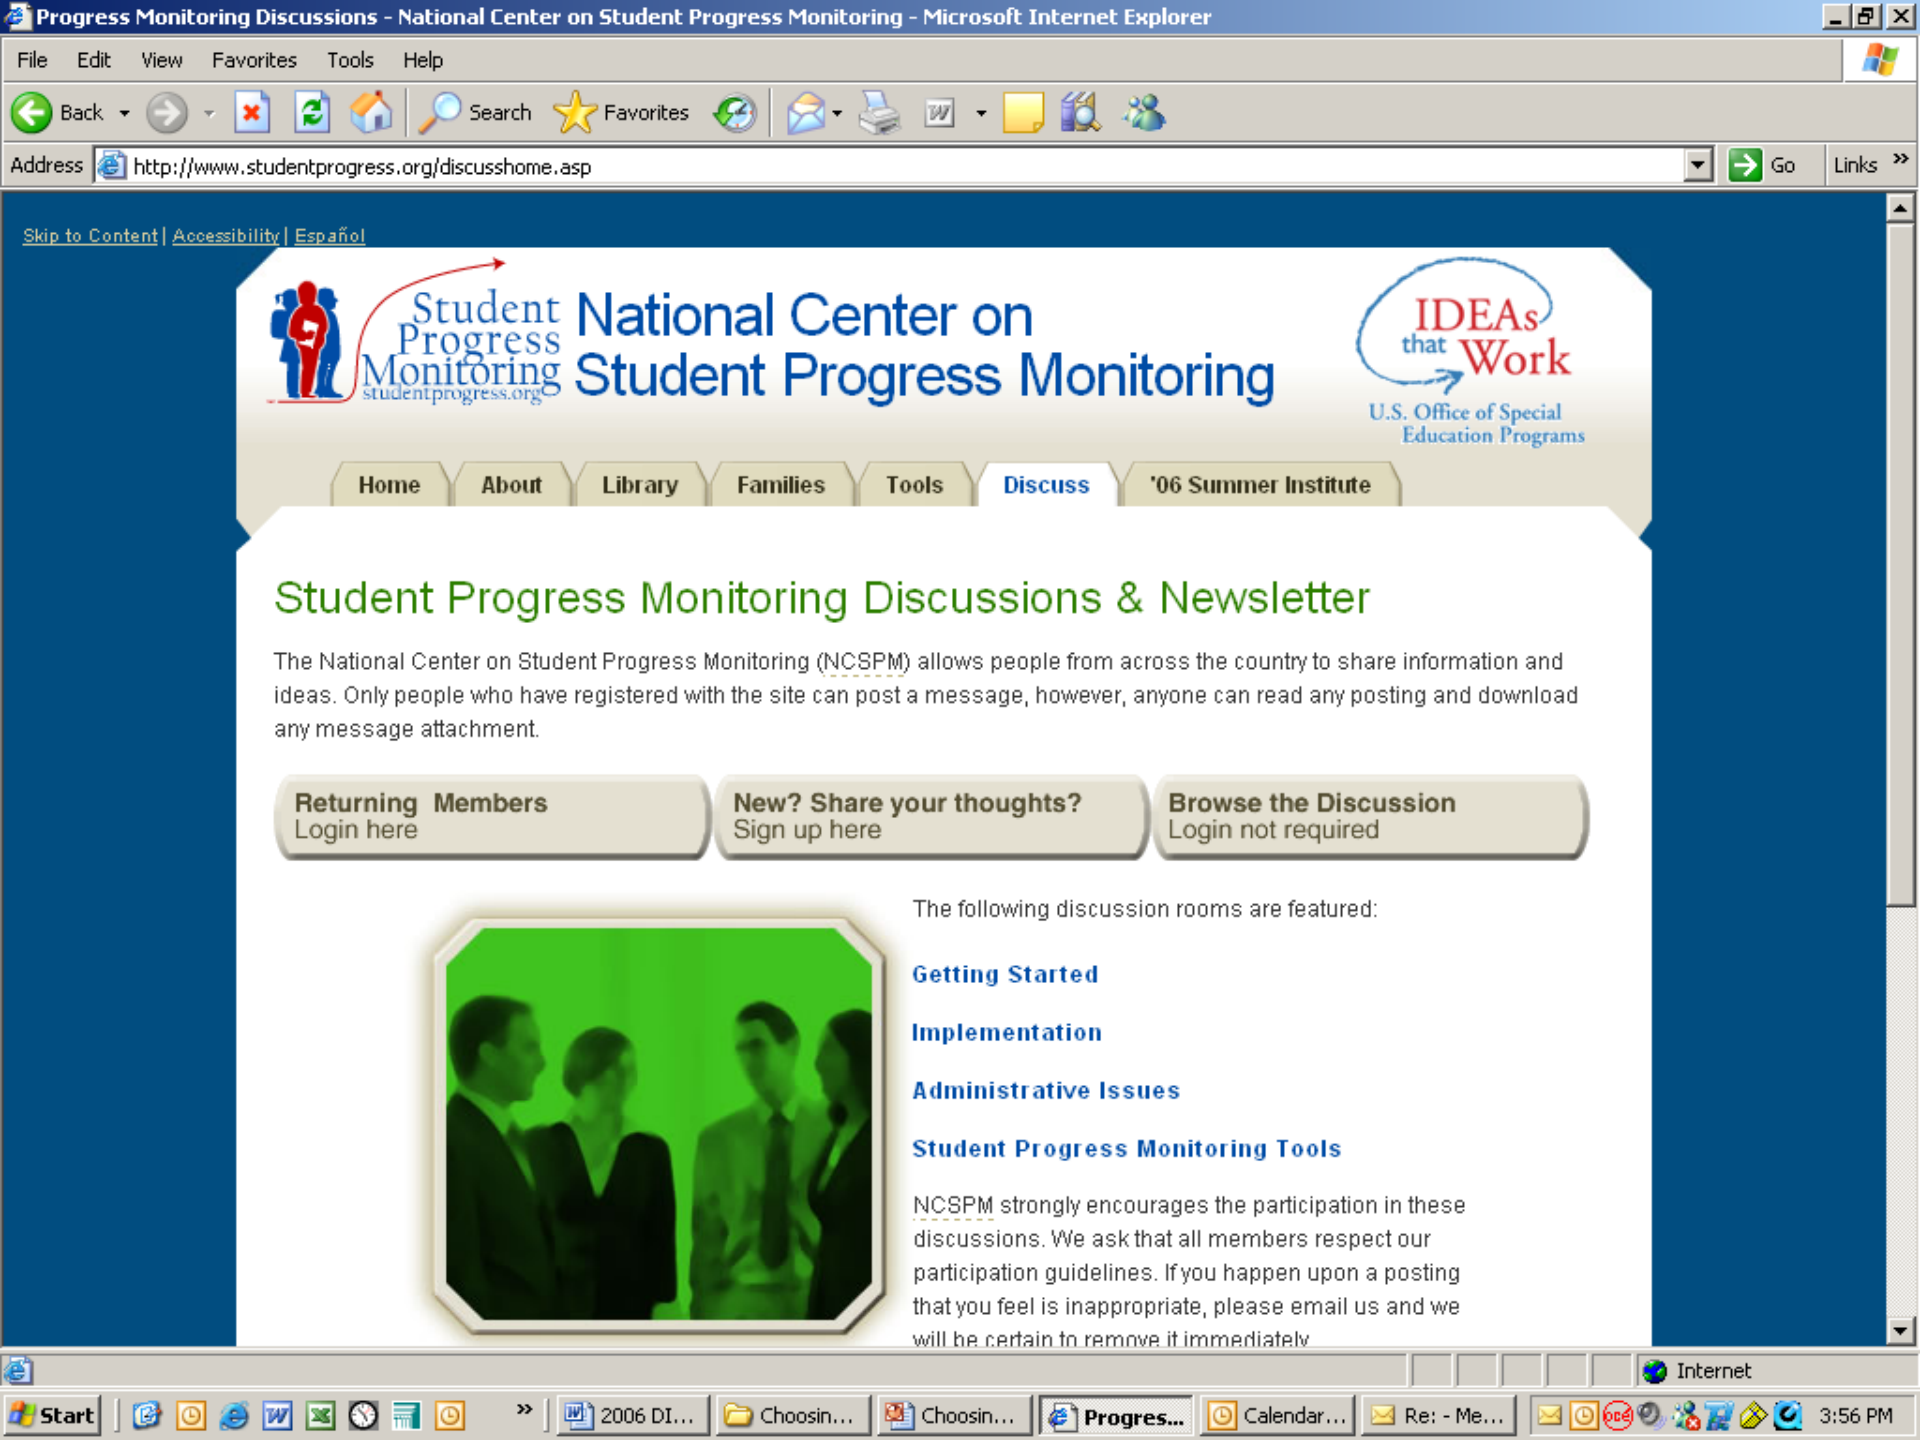 Progress Monitoring Discussions - National Center on Student Progress Monitoring - Microsoft Internet Explorer
File Edit View Favorites Tools Help
Back Search Favorites
Address http://www.studentprogress.org/discusshome.asp Go Links »
Skip to Content | Accessibility | Español
Student
Progress
Monitoring
studentprogress.org
National Center on
Student Progress Monitoring
IDEAs
that Work
U.S. Office of Special
Education Programs
Home About Library Families Tools Discuss '06 Summer Institute
Student Progress Monitoring Discussions & Newsletter
The National Center on Student Progress Monitoring (NCSPM) allows people from across the country to share information and
ideas. Only people who have registered with the site can post a message, however, anyone can read any posting and download
any message attachment.
Returning Members
Login here
New? Share your thoughts?
Sign up here
Browse the Discussion
Login not required
The following discussion rooms are featured:
Getting Started
Implementation
Administrative Issues
Student Progress Monitoring Tools
NCSPM strongly encourages the participation in these
discussions. We ask that all members respect our
participation guidelines. If you happen upon a posting
that you feel is inappropriate, please email us and we
will be certain to remove it immediately
Internet
Start » 2006 DI... Choosin... Choosin... Progres... Calendar... Re: - Me... 3:56 PM